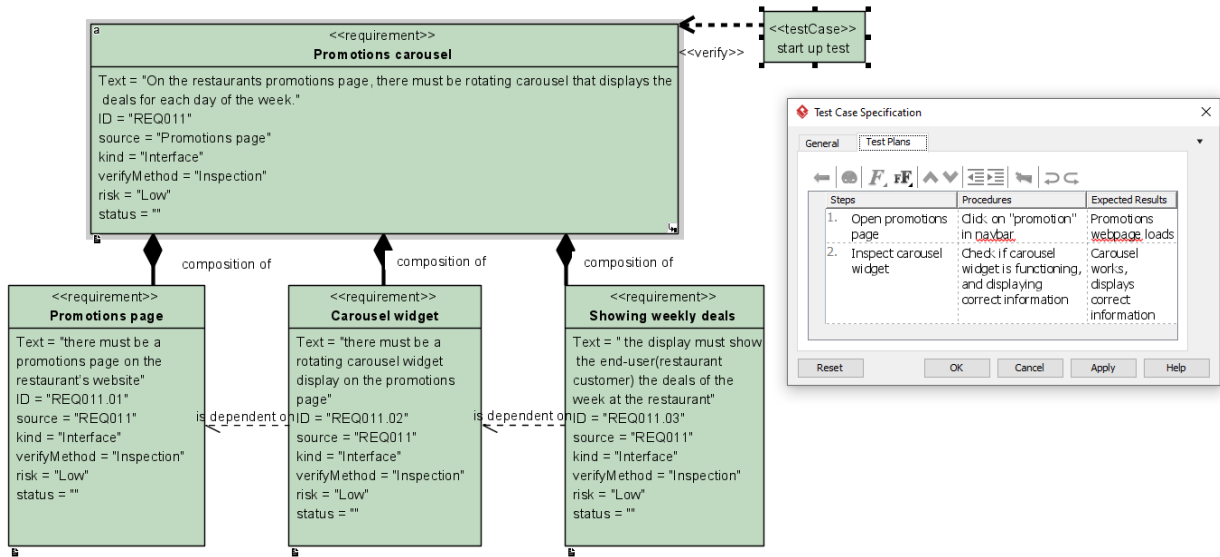 a
<<requirement>>
Promotions carousel
Text = "On the restaurants promotions page, there must be rotating carousel that displays the
deals for each day of the week."
ID = "REQ011"
source = "Promotions page"
kind = "Interface"
verifyMethod = "Inspection"
risk = "Low"
status = ""
<<verify>>
<<testCase>>
start up test
composition of
composition of
composition of
<<requirement>>
Promotions page
Text = "there must be a
promotions page on the
restaurant's website"
ID = "REQ011.01"
source = "REQ011"
kind = "Interface"
verifyMethod = "Inspection"
risk = "Low"
status = ""
is dependent on
<<requirement>>
Carousel widget
Text = "there must be a
rotating carousel widget
display on the promotions
page"
ID = "REQ011.02"
source = "REQ011"
kind = "Interface"
verifyMethod = "Inspection"
risk = "Low"
status = ""
is dependent on
<<requirement>>
Showing weekly deals
Text = " the display must show
the end-user(restaurant
customer) the deals of the
week at the restaurant"
ID = "REQ011.03"
source = "REQ011"
kind = "Interface"
verifyMethod = "Inspection"
risk = "Low"
status = ""
Test Case Specification
General
Test Plans
Steps
Procedures
Expected Results
1. Open promotions
page
Click on "promotion"
in navbar
Promotions
webpage loads
2. Inspect carousel
widget
Check if carousel
widget is functioning,
and displaying
correct information
Carousel
works,
displays
correct
information
Reset
OK
Cancel
Apply
Help